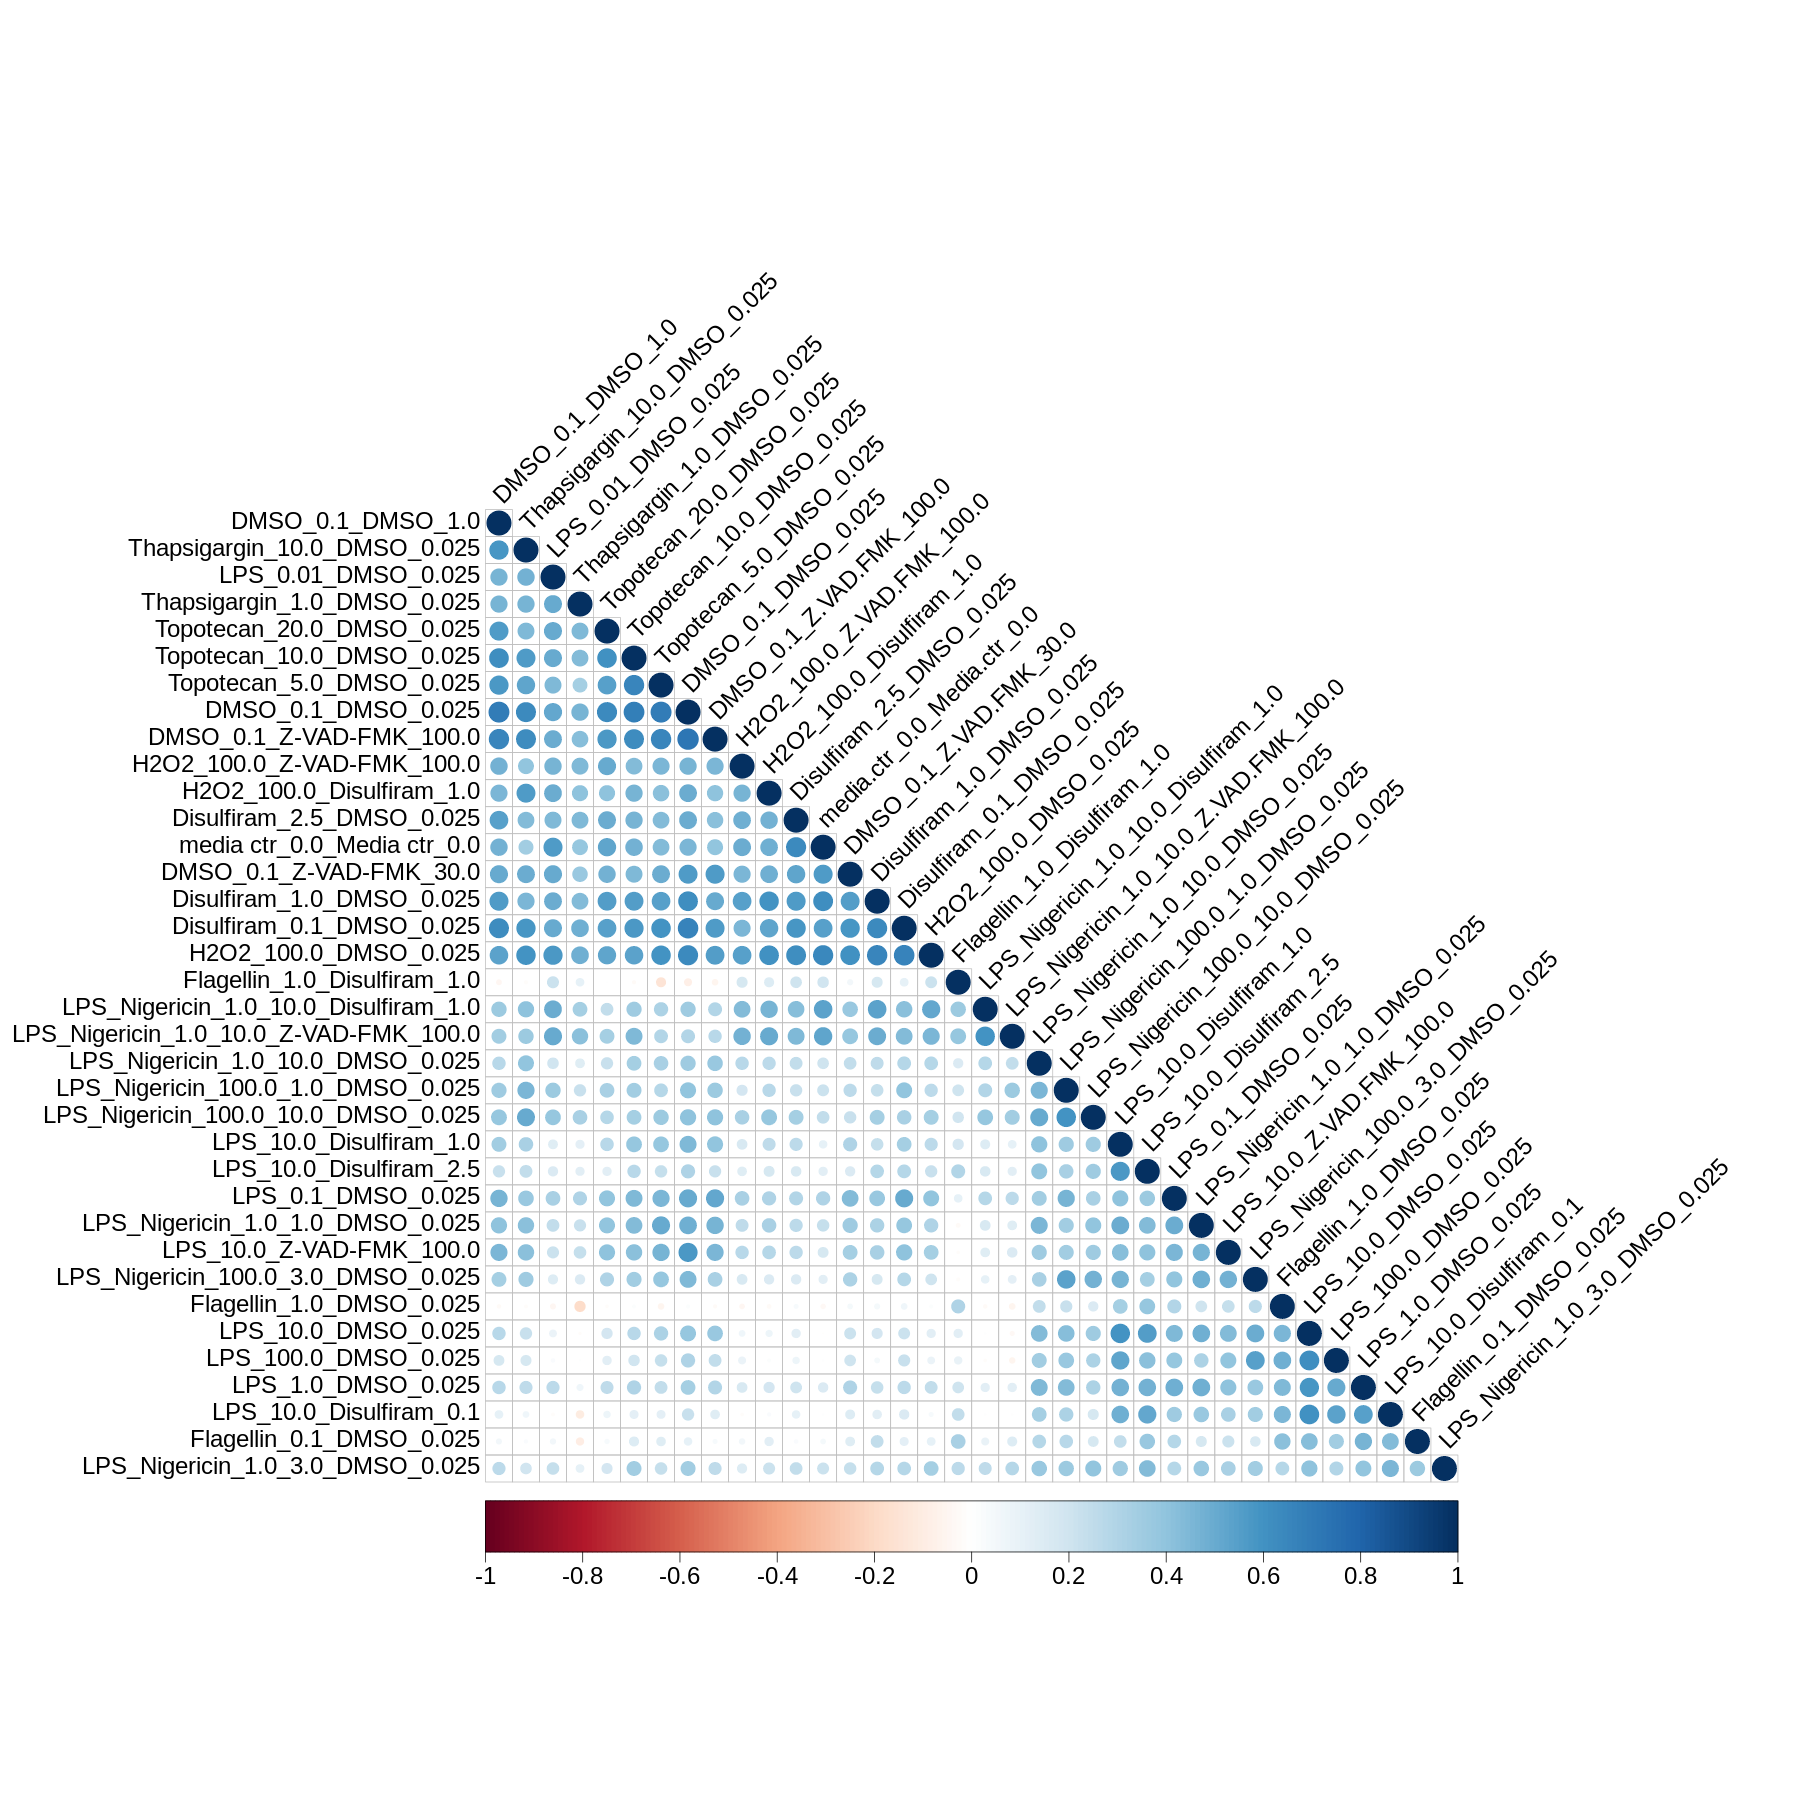 DMSO_0.1_DMSO_1.0
Thapsigargin_10.0_DMSO_0.025
LPS_0.01_DMSO_0.025
Thapsigargin_1.0_DMSO_0.025
Topotecan_20.0_DMSO_0.025
Topotecan_10.0_DMSO_0.025
Topotecan_5.0_DMSO_0.025
DMSO_0.1_DMSO_0.025
DMSO_0.1_Z.VAD.FMK_100.0
H2O2_100.0_Z.VAD.FMK_100.0
H2O2_100.0_Disulfiram_1.0
Disulfiram_2.5_DMSO_0.025
media.ctr_0.0_Media.ctr_0.0
DMSO_0.1_Z.VAD.FMK_30.0
Disulfiram_1.0_DMSO_0.025
Disulfiram_0.1_DMSO_0.025
H2O2_100.0_DMSO_0.025
Flagellin_1.0_Disulfiram_1.0
LPS_Nigericin_1.0_10.0_Disulfiram_1.0
LPS_Nigericin_1.0_10.0_Z.VAD.FMK_100.0
LPS_Nigericin_1.0_10.0_DMSO_0.025
LPS_Nigericin_100.0_1.0_DMSO_0.025
LPS_Nigericin_100.0_10.0_DMSO_0.025
LPS_10.0_Disulfiram_1.0
LPS_10.0_Disulfiram_2.5
LPS_0.1_DMSO_0.025
LPS_Nigericin_1.0_1.0_DMSO_0.025
LPS_10.0_Z.VAD.FMK_100.0
LPS_Nigericin_100.0_3.0_DMSO_0.025
Flagellin_1.0_DMSO_0.025
LPS_10.0_DMSO_0.025
LPS_100.0_DMSO_0.025
LPS_1.0_DMSO_0.025
LPS_10.0_Disulfiram_0.1
Flagellin_0.1_DMSO_0.025
LPS_Nigericin_1.0_3.0_DMSO_0.025
DMSO_0.1_DMSO_1.0
Thapsigargin_10.0_DMSO_0.025
LPS_0.01_DMSO_0.025
Thapsigargin_1.0_DMSO_0.025
Topotecan_20.0_DMSO_0.025
Topotecan_10.0_DMSO_0.025
Topotecan_5.0_DMSO_0.025
DMSO_0.1_DMSO_0.025
DMSO_0.1_Z-VAD-FMK_100.0
H2O2_100.0_Z-VAD-FMK_100.0
H2O2_100.0_Disulfiram_1.0
Disulfiram_2.5_DMSO_0.025
media ctr_0.0_Media ctr_0.0
DMSO_0.1_Z-VAD-FMK_30.0
Disulfiram_1.0_DMSO_0.025
Disulfiram_0.1_DMSO_0.025
H2O2_100.0_DMSO_0.025
Flagellin_1.0_Disulfiram_1.0
LPS_Nigericin_1.0_10.0_Disulfiram_1.0
LPS_Nigericin_1.0_10.0_Z-VAD-FMK_100.0
LPS_Nigericin_1.0_10.0_DMSO_0.025
LPS_Nigericin_100.0_1.0_DMSO_0.025
LPS_Nigericin_100.0_10.0_DMSO_0.025
LPS_10.0_Disulfiram_1.0
LPS_10.0_Disulfiram_2.5
LPS_0.1_DMSO_0.025
LPS_Nigericin_1.0_1.0_DMSO_0.025
LPS_10.0_Z-VAD-FMK_100.0
LPS_Nigericin_100.0_3.0_DMSO_0.025
Flagellin_1.0_DMSO_0.025
LPS_10.0_DMSO_0.025
LPS_100.0_DMSO_0.025
LPS_1.0_DMSO_0.025
LPS_10.0_Disulfiram_0.1
Flagellin_0.1_DMSO_0.025
LPS_Nigericin_1.0_3.0_DMSO_0.025
-1 -0.8 -0.6 -0.4 -0.2 0 0.2 0.4 0.6 0.8 1